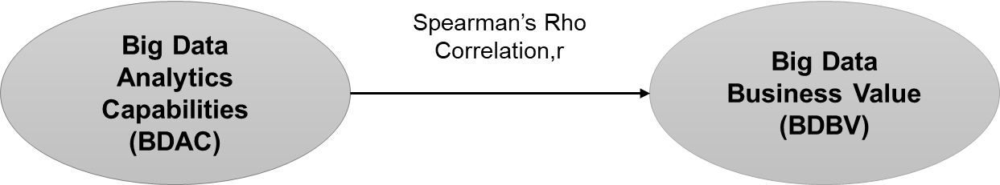 Big Data
Analytics
Capabilities
(BDAC)
Spearman’s Rho
Correlation,r
Big Data
Business Value
(BDBV)